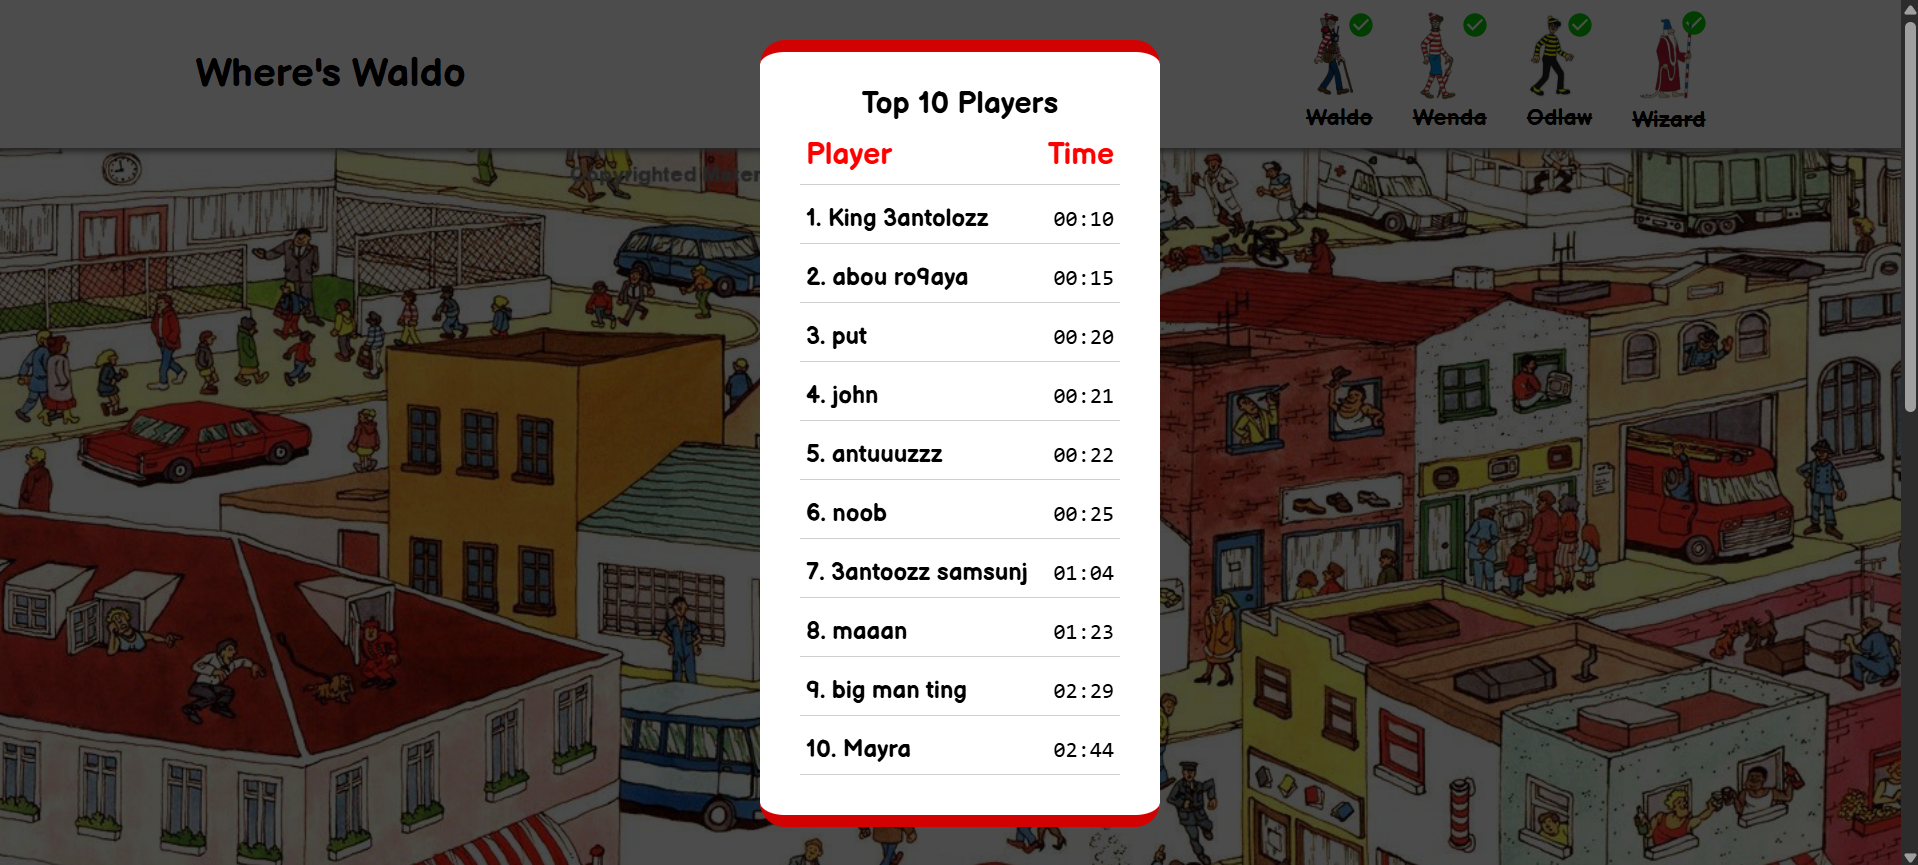 Where's Waldo
Waldo
Wenda
Odlaw
Wizard
Copyrighted
Top 10 Players
Player Time
1. King 3antolozz 00:10
2. abou ro9aya 00:15
3. put 00:20
4. john 00:21
5. antuuuzzz 00:22
6. noob 00:25
7. 3antoozz samsunj 01:04
8. maaan 01:23
9. big man ting 02:29
10. Mayra 02:44